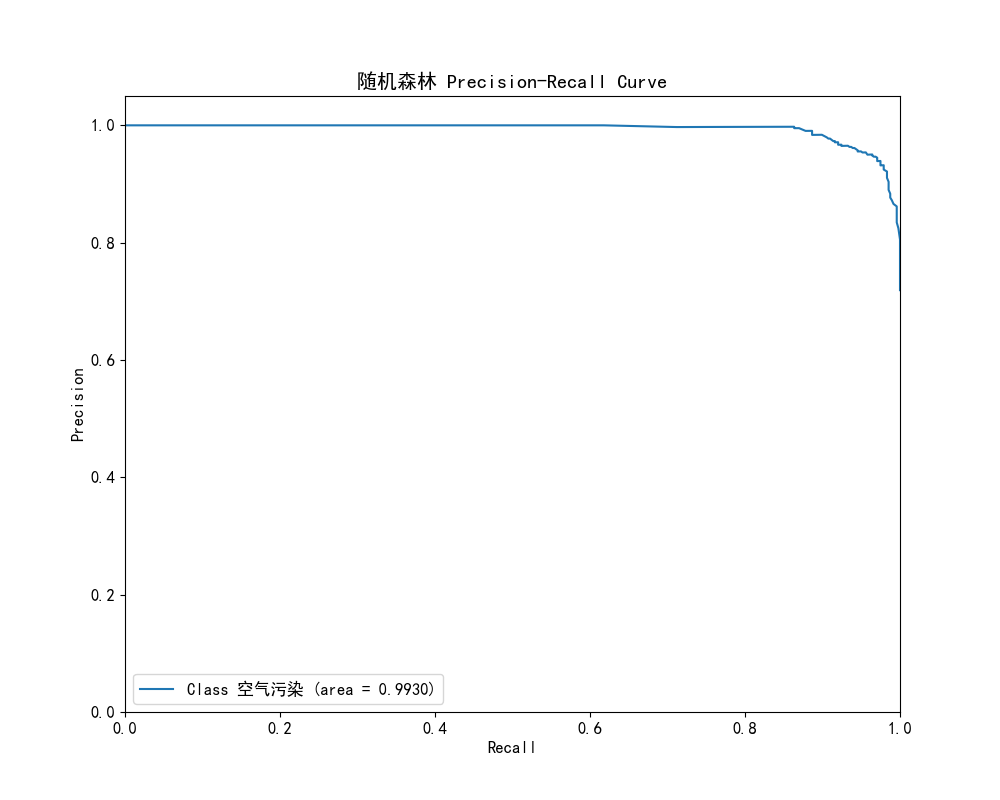 随机森林 Precision-Recall Curve
1.0
0.8
0.6
0.4
0.2
0.0
Precision
Class 空气污染 (area = 0.9930)
0.0 0.2 0.4 0.6 0.8 1.0
Recall